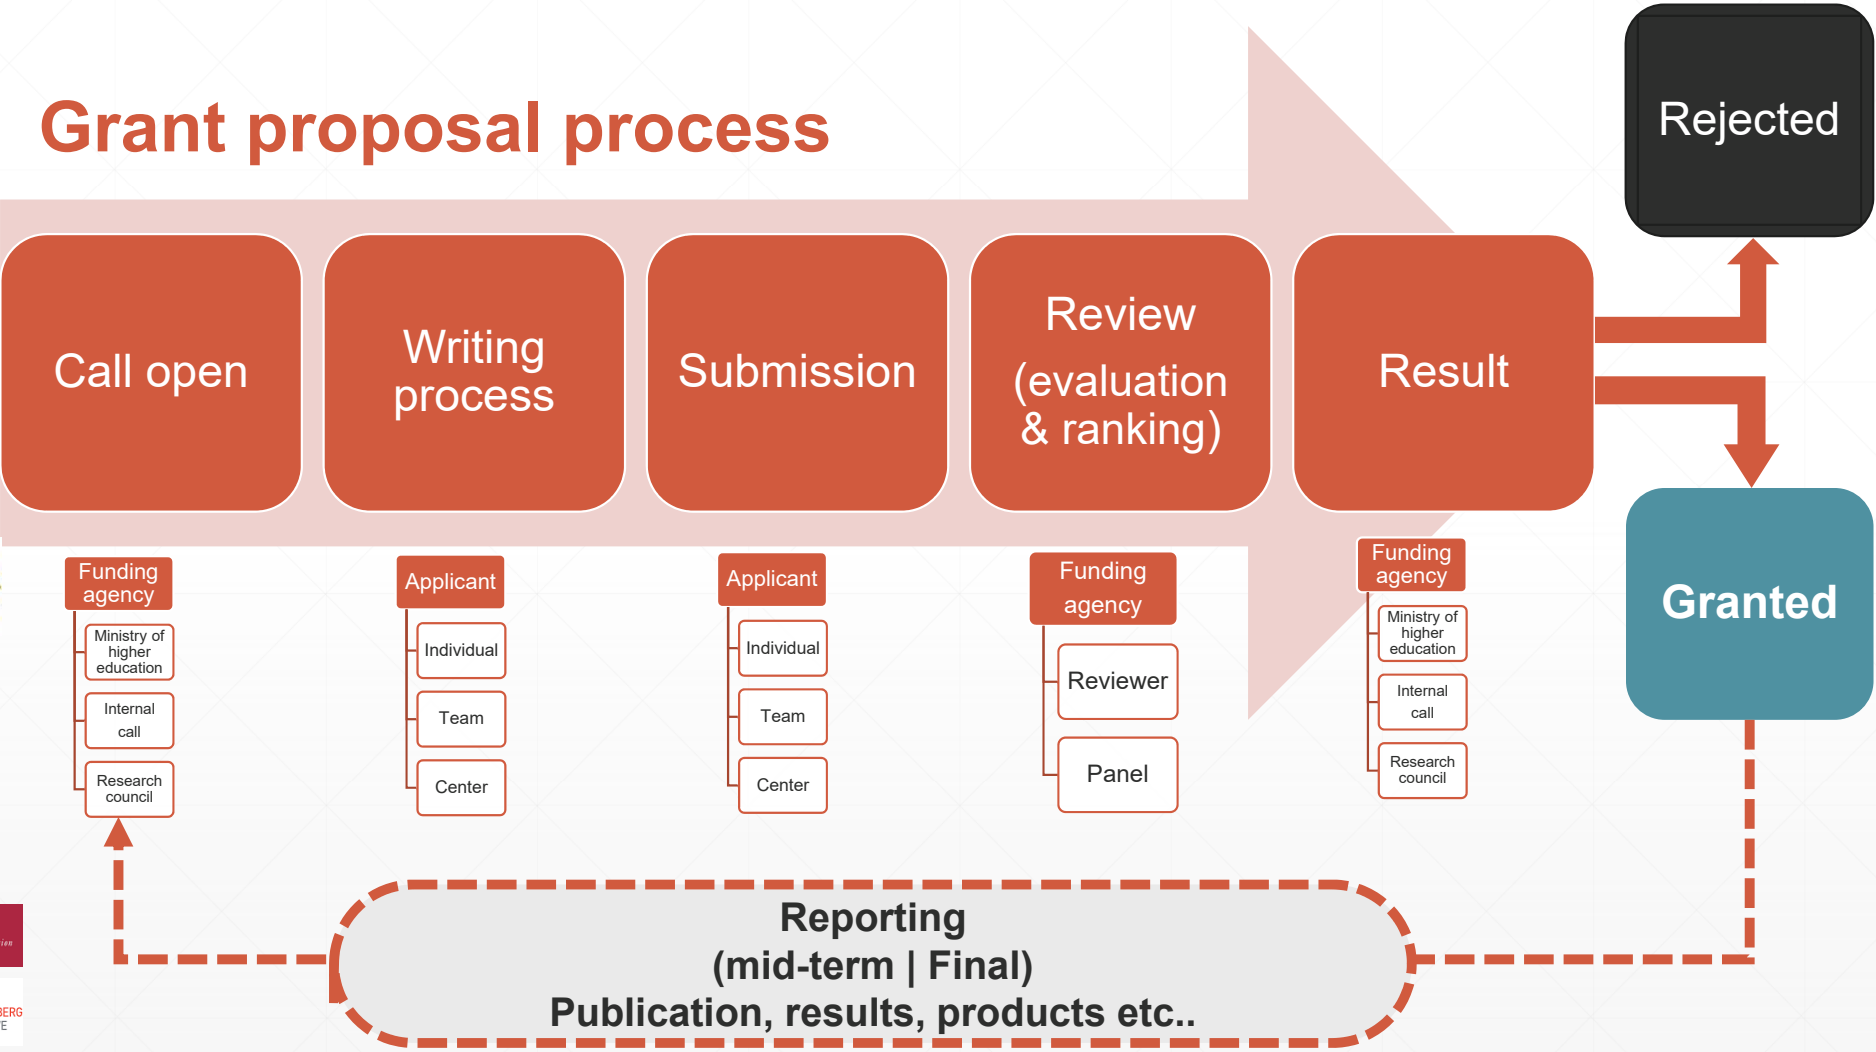 Grant proposal process
Rejected
Call open
Writing
process
Submission
Review
(evaluation
& ranking)
Result
Granted
Funding
agency
Ministry of
higher
education
Internal
call
Research
council
Applicant
Individual
Team
Center
Applicant
Individual
Team
Center
Funding
agency
Reviewer
Panel
Funding
agency
Ministry of
higher
education
Internal
call
Research
council
Reporting
(mid-term | Final)
Publication, results, products etc..